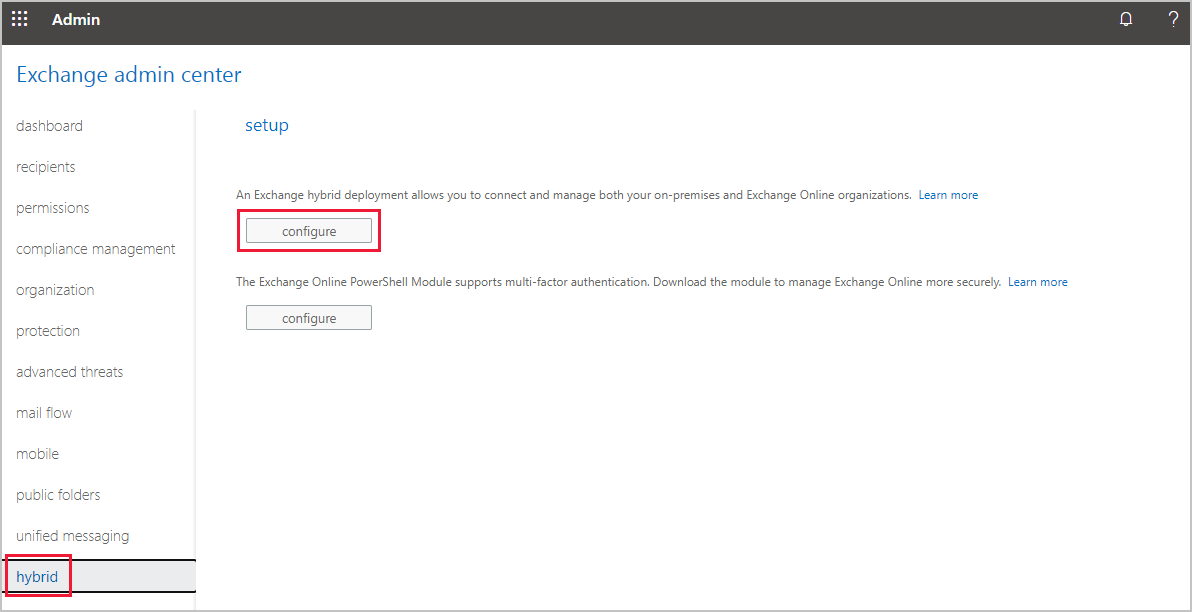 Admin
?
Exchange admin center
dashboard
recipients
permissions
compliance management
organization
protection
advanced threats
mail flow
mobile
public folders
unified messaging
hybrid
setup
An Exchange hybrid deployment allows you to connect and manage both your on-premises and Exchange Online organizations. Learn more
configure
The Exchange Online PowerShell Module supports multi-factor authentication. Download the module to manage Exchange Online more securely. Learn more
configure